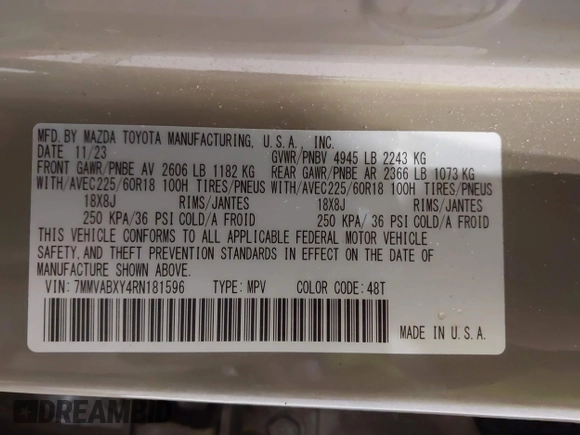 MFD. BY MAZDA TOYOTA MANUFACTURING, U.S.A., INC.
DATE 11/23 GVWR/PNBV 4945 LB 2243 KG
FRONT GAWR/PNBE AV 2606 LB 1182 KG REAR GAWR/PNBE AR 2366 LB 1073 KG
WITH/AVEC225/60R18 100H TIRES/PNEUS WITH/AVEC225/60R18 100H TIRES/PNEUS
18X8J RIMS/JANTES 18X8J RIMS/JANTES
250 KPA/36 PSI COLD/A FROID 250 KPA/36 PSI COLD/A FROID
THIS VEHICLE CONFORMS TO ALL APPLICABLE FEDERAL MOTOR VEHICLE
SAFETY, AND THEFT PREVENTION STANDARDS IN EFFECT ON THE DATE OF
MANUFACTURE SHOWN ABOVE.
VIN: 7MMVABXY4RN181596 TYPE: MPV COLOR CODE: 48T
MADE IN U.S.A.
DREAMBID